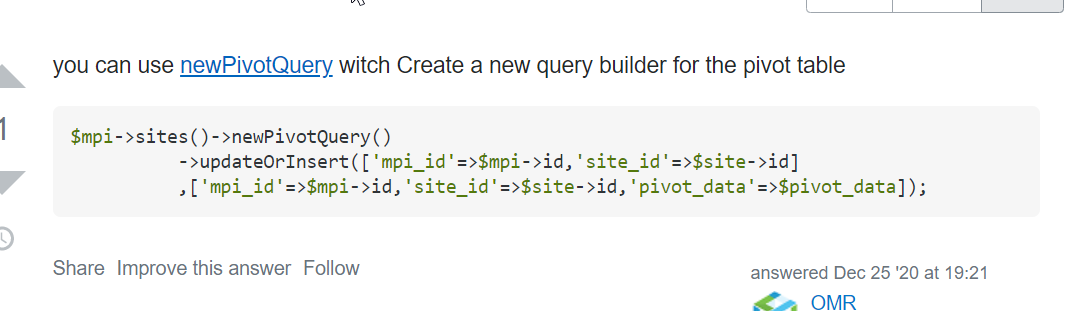 you can use newPivotQuery witch Create a new query builder for the pivot table
1
$mpi->sites()->newPivotQuery()
->updateOrInsert(['mpi_id'=>$mpi->id,'site_id'=>$site->id]
,['mpi_id'=>$mpi->id,'site_id'=>$site->id,'pivot_data'=>$pivot_data]);
Share Improve this answer Follow
answered Dec 25 '20 at 19:21
OMR